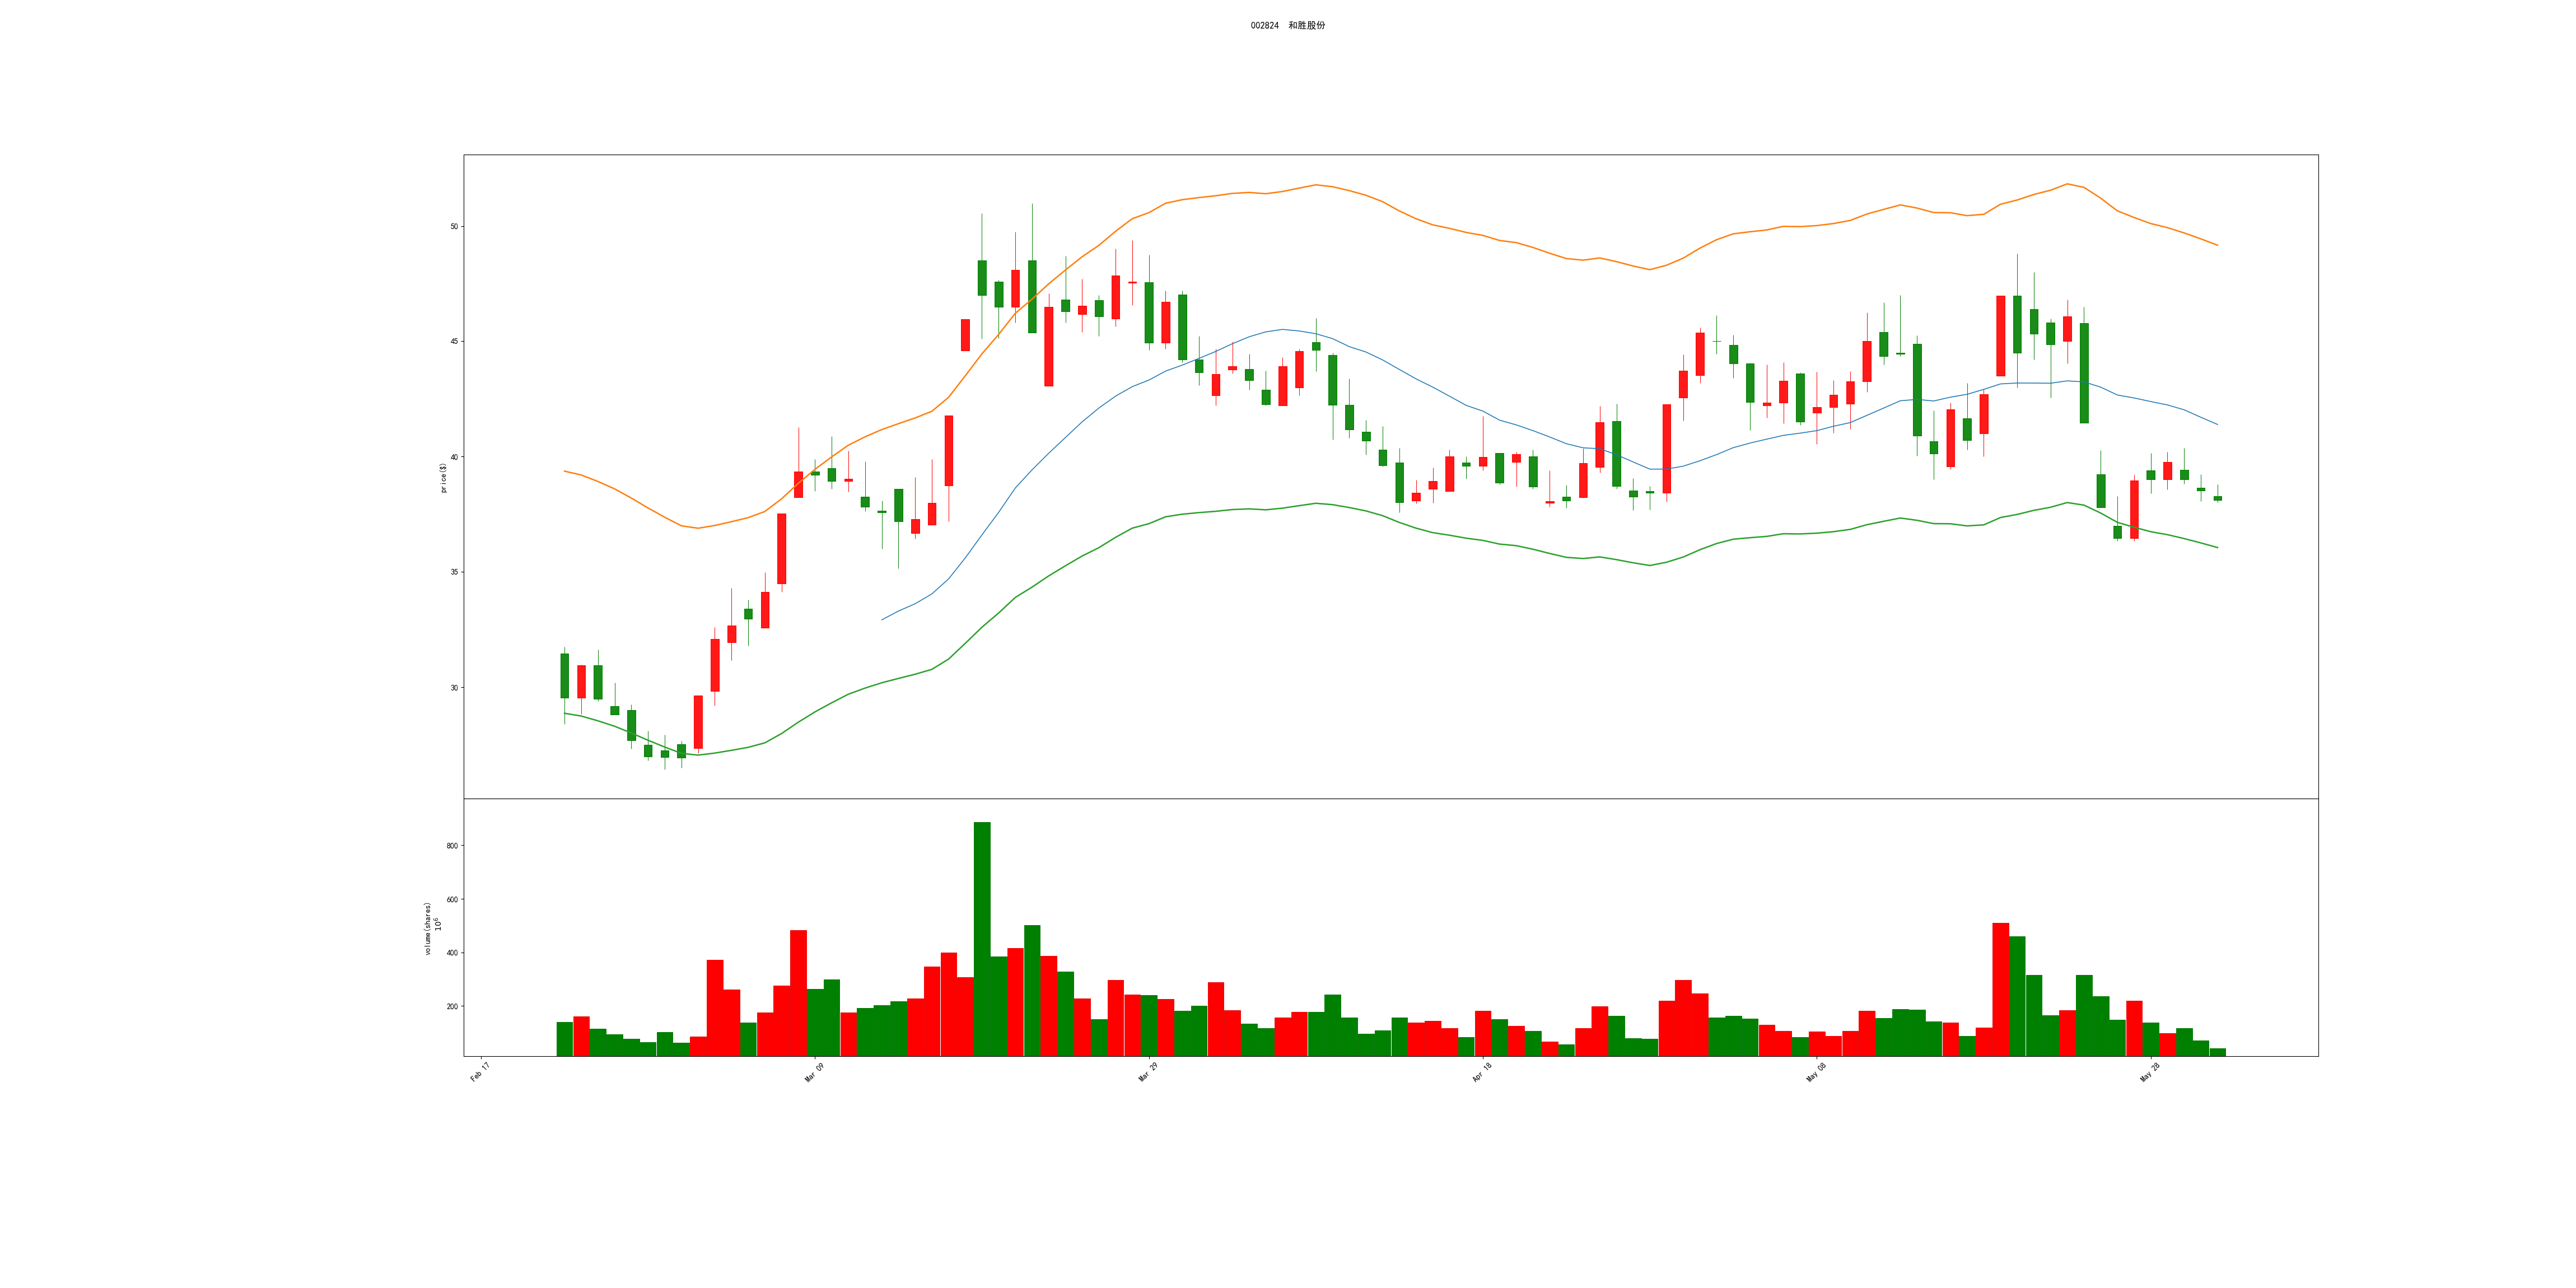 002824 和胜股份
price($)
50
45
40
35
30
volume(shares)
10^6
800
600
400
200
Feb 17
Mar 09
Mar 29
Apr 18
May 08
May 28